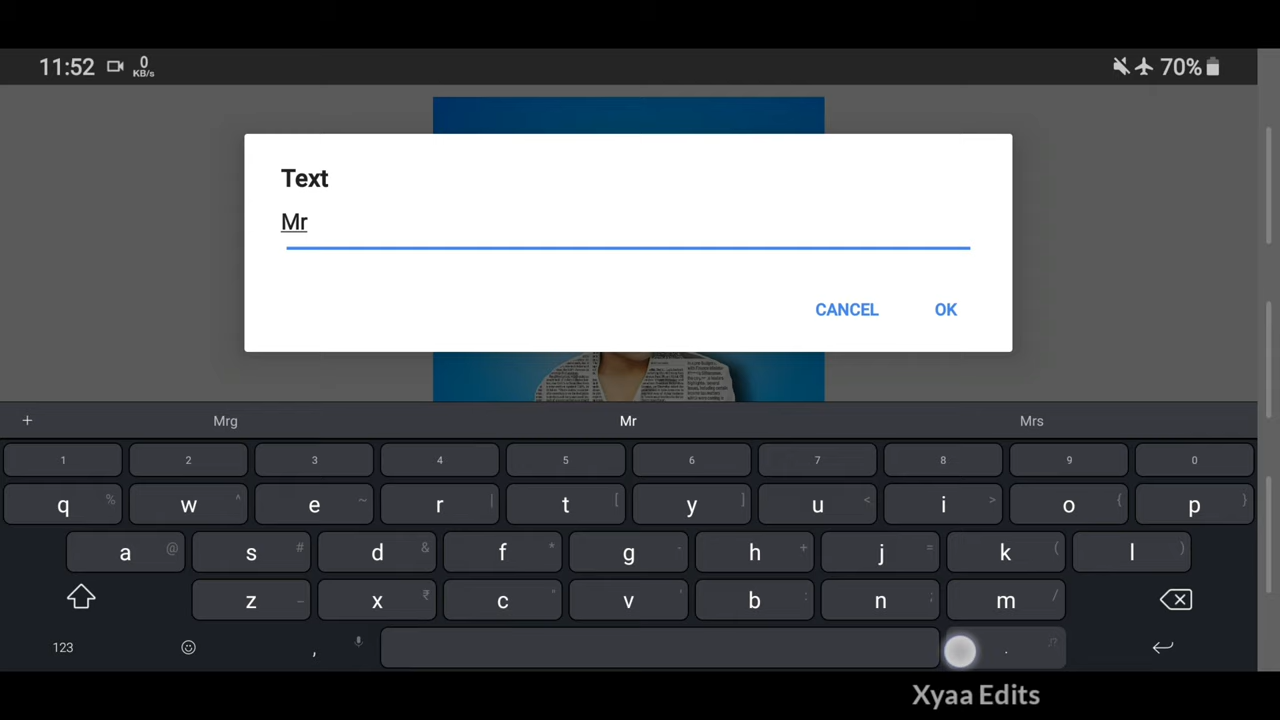 11:52 0 KB/s 70%
Text
Mr
CANCEL OK
+ Mrg Mr Mrs
1 2 3 4 5 6 7 8 9 0
q % w ^ e ~ r | t [ y ] u < i > o { p }
a @ s # d & f * g - h + j = k ( l )
z _ x ₹ c " v ' b : n ; m /
123 , . !?
Xyaa Edits